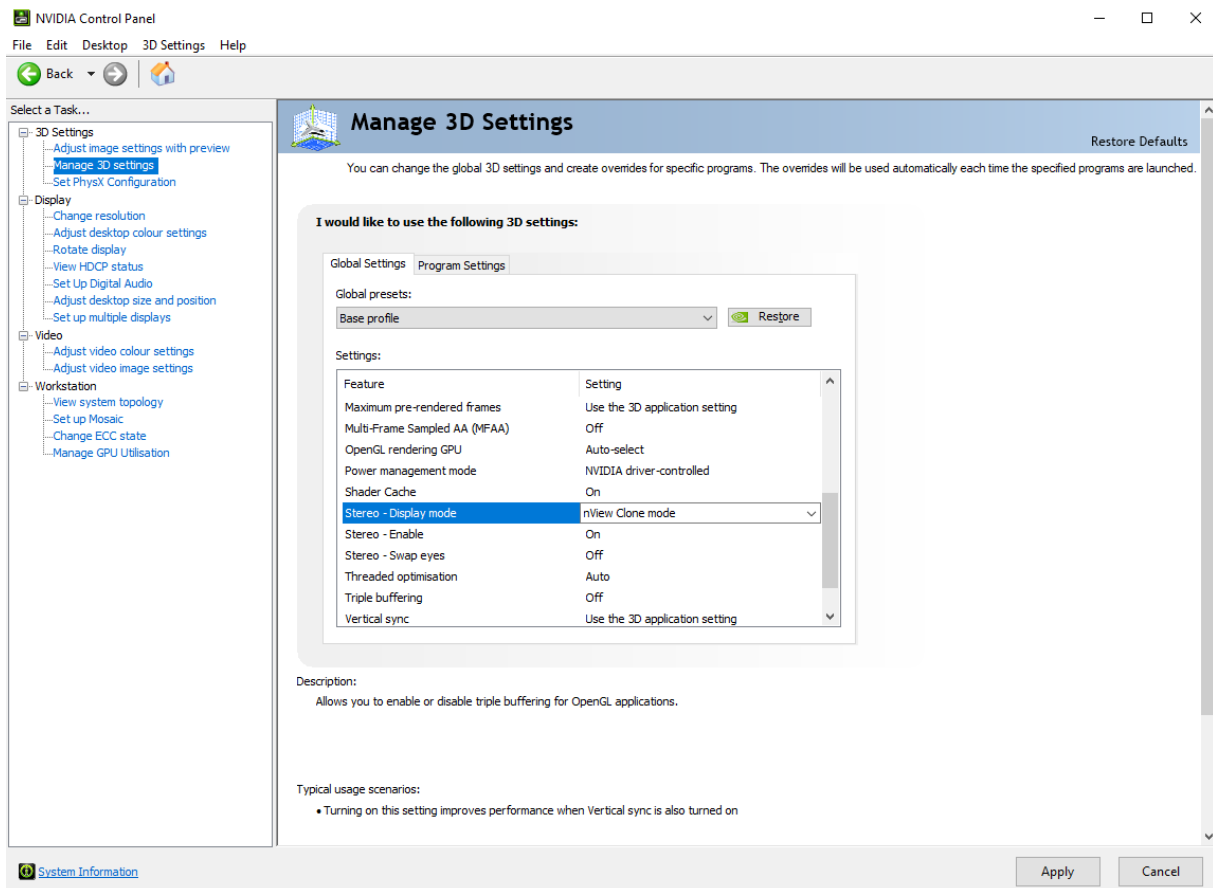 NVIDIA Control Panel
File Edit Desktop 3D Settings Help
Back
Select a Task...
3D Settings
Adjust image settings with preview
Manage 3D settings
Set PhysX Configuration
Display
Change resolution
Adjust desktop colour settings
Rotate display
View HDCP status
Set Up Digital Audio
Adjust desktop size and position
Set up multiple displays
Video
Adjust video colour settings
Adjust video image settings
Workstation
View system topology
Set up Mosaic
Change ECC state
Manage GPU Utilisation
System Information
Manage 3D Settings
Restore Defaults
You can change the global 3D settings and create overrides for specific programs. The overrides will be used automatically each time the specified programs are launched.
I would like to use the following 3D settings:
Global Settings Program Settings
Global presets:
Base profile Restore
Settings:
Feature Setting
Maximum pre-rendered frames Use the 3D application setting
Multi-Frame Sampled AA (MFAA) Off
OpenGL rendering GPU Auto-select
Power management mode NVIDIA driver-controlled
Shader Cache On
Stereo - Display mode nView Clone mode
Stereo - Enable On
Stereo - Swap eyes Off
Threaded optimisation Auto
Triple buffering Off
Vertical sync Use the 3D application setting
Description:
Allows you to enable or disable triple buffering for OpenGL applications.
Typical usage scenarios:
• Turning on this setting improves performance when Vertical sync is also turned on
Apply Cancel